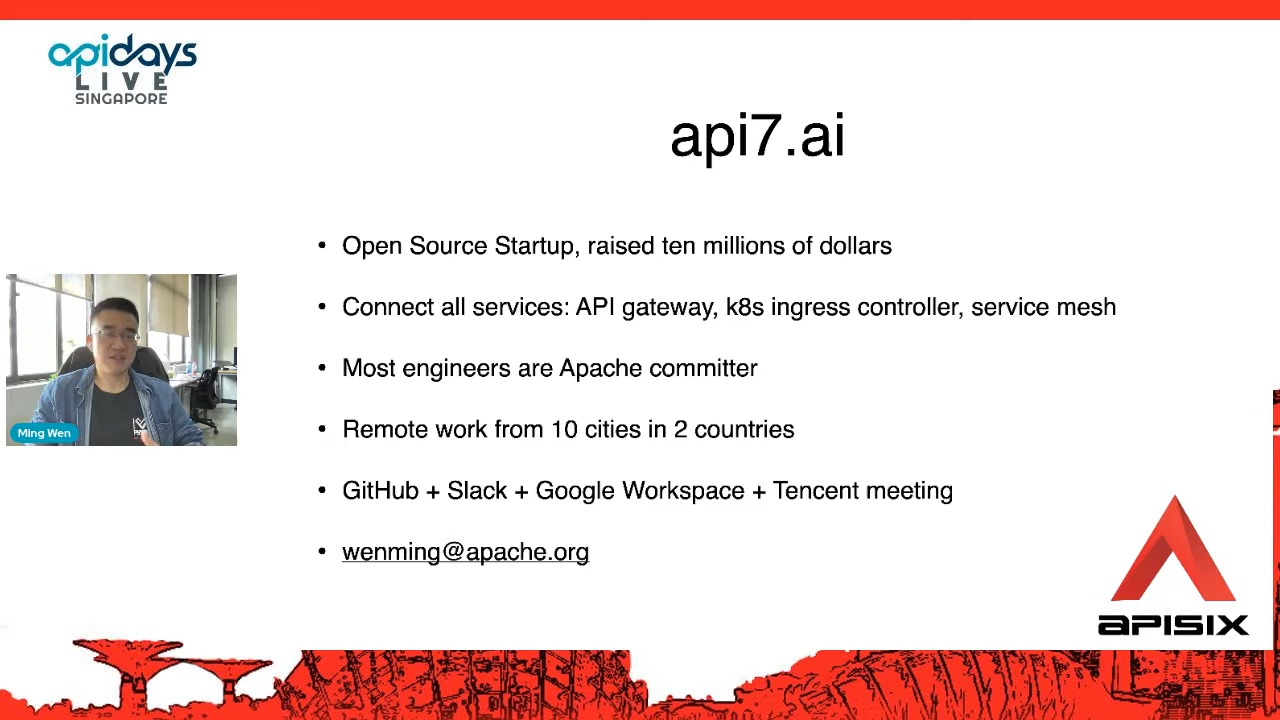 apidays
LIVE
SINGAPORE
api7.ai
• Open Source Startup, raised ten millions of dollars
• Connect all services: API gateway, k8s ingress controller, service mesh
• Most engineers are Apache committer
• Remote work from 10 cities in 2 countries
• GitHub + Slack + Google Workspace + Tencent meeting
• wenming@apache.org
Ming Wen
APISIX